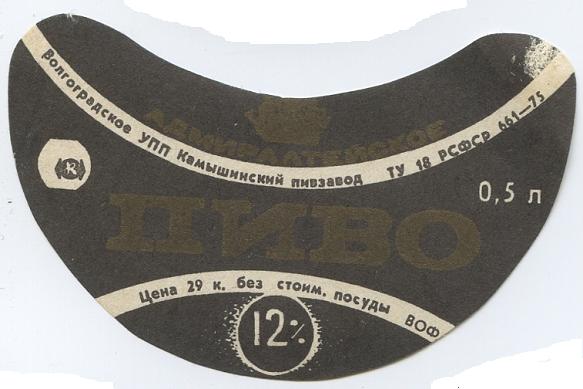 АДМИРАЛТЕЙСКОЕ
Волгоградское УПП Камышинский пивзавод ТУ 18 РСФСР 661—75
К
ПИВО
0,5 л
Цена 29 к. без стоим. посуды ВОФ
12%